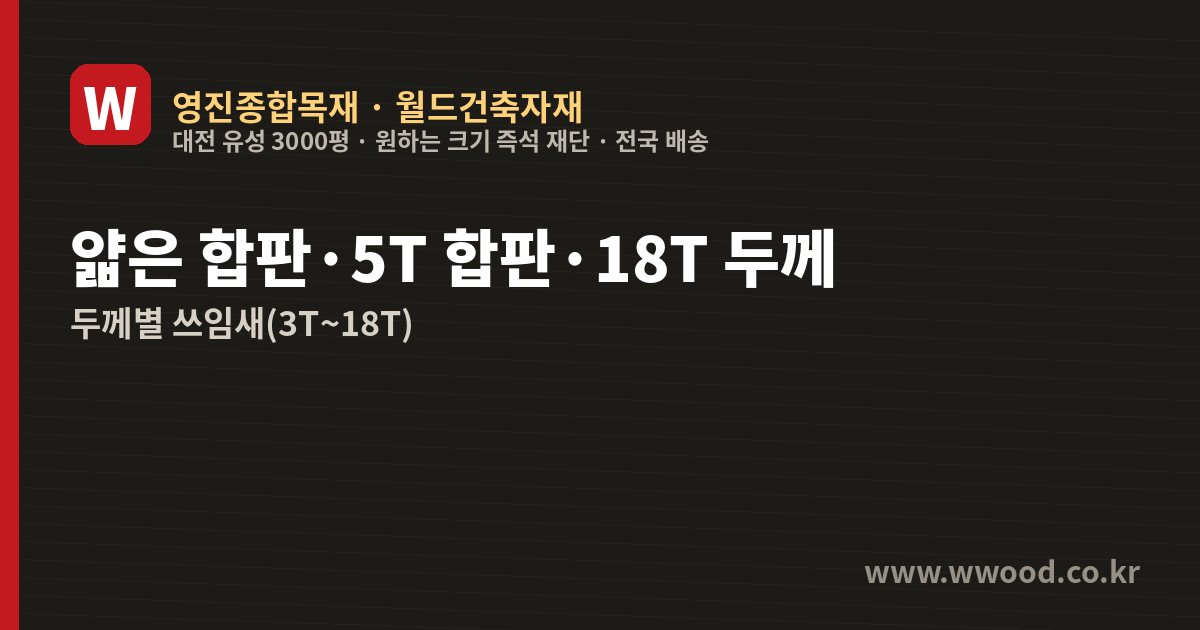 W
영진종합목재 · 월드건축자재
대전 유성 3000평 · 원하는 크기 즉석 재단 · 전국 배송
얇은 합판·5T 합판·18T 두께
두께별 쓰임새(3T~18T)
www.wwood.co.kr